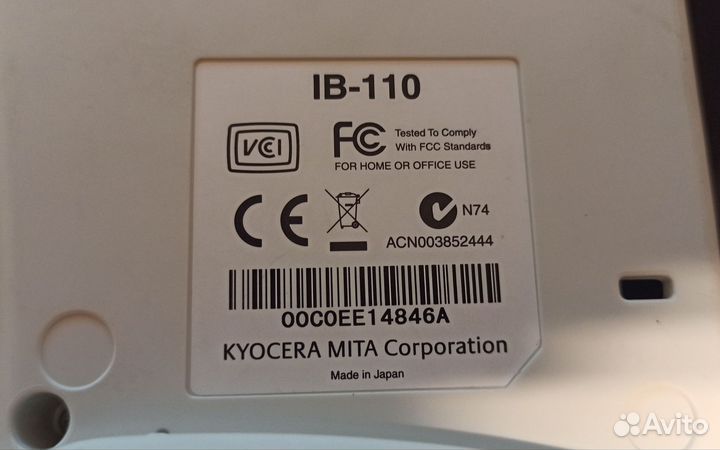 IB-110
VCI
FC Tested To Comply
With FCC Standards
FOR HOME OR OFFICE USE
CE
N74
ACN003852444
00C0EE14846A
KYOCERA MITA Corporation
Made in Japan
Avito